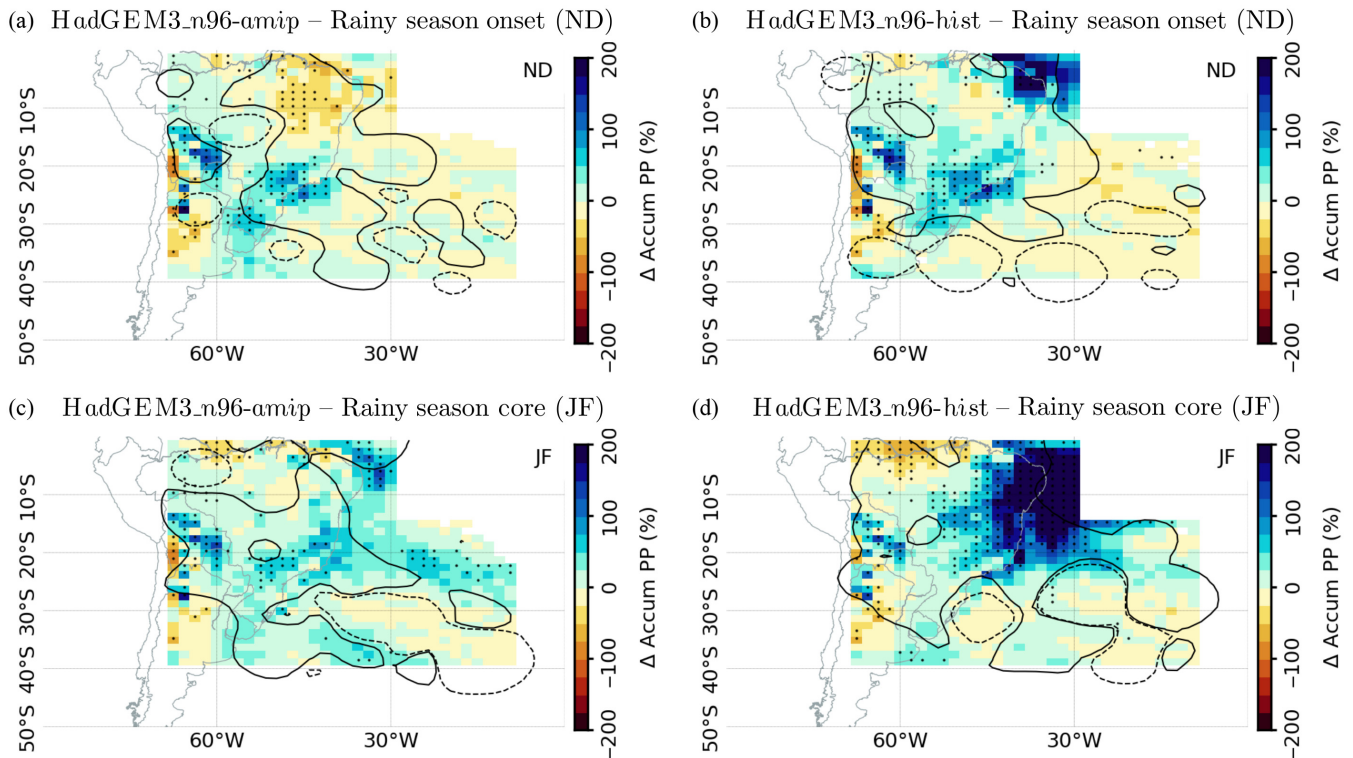 (a) HadGEM3_n96-amip – Rainy season onset (ND)
ND
10°S
20°S
30°S
40°S
50°S
60°W
30°W
200
100
0
−100
−200
Δ Accum PP (%)
(b) HadGEM3_n96-hist – Rainy season onset (ND)
ND
10°S
20°S
30°S
40°S
50°S
60°W
30°W
200
100
0
−100
−200
Δ Accum PP (%)
(c) HadGEM3_n96-amip – Rainy season core (JF)
JF
10°S
20°S
30°S
40°S
50°S
60°W
30°W
200
100
0
−100
−200
Δ Accum PP (%)
(d) HadGEM3_n96-hist – Rainy season core (JF)
JF
10°S
20°S
30°S
40°S
50°S
60°W
30°W
200
100
0
−100
−200
Δ Accum PP (%)